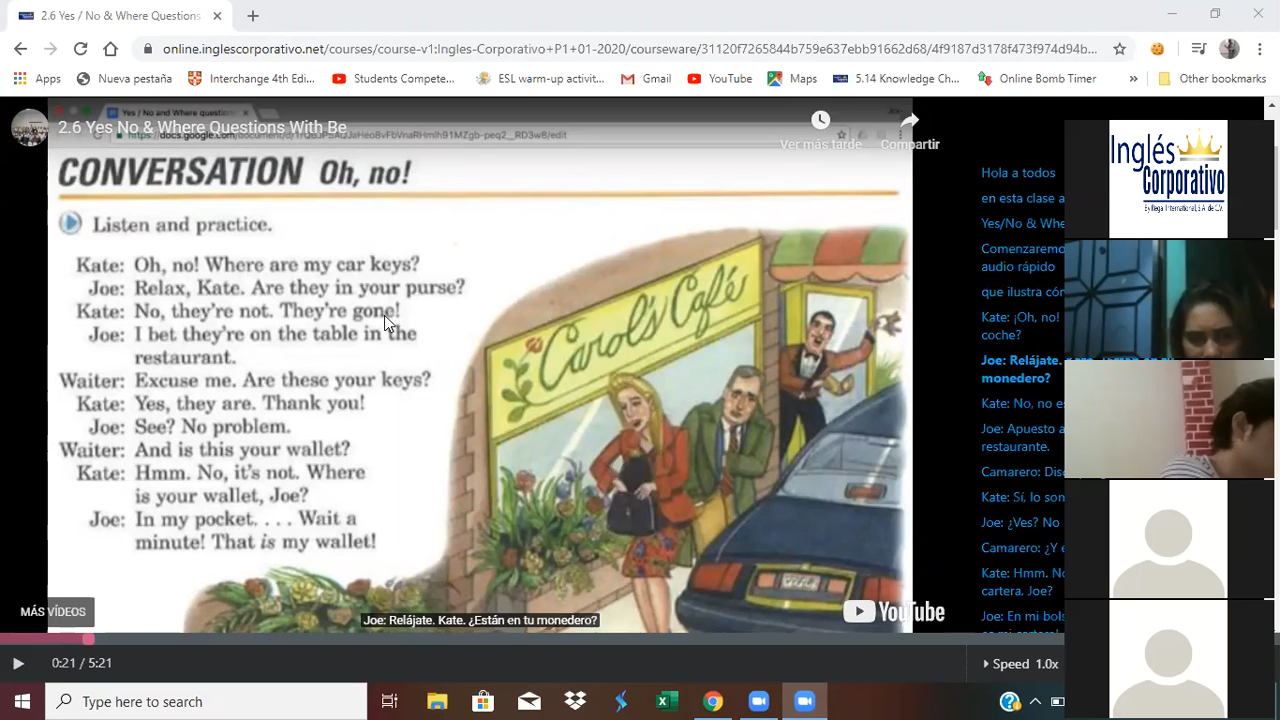 2.6 Yes / No & Where Questions
online.inglescorporativo.net/courses/course-v1:Ingles-Corporativo+P1+01-2020/courseware/31120f7265844b759e637ebb91662d68/4f9187d3178f473f974d94b...
Apps
Nueva pestaña
Interchange 4th Edi...
Students Compete...
ESL warm-up activit...
Gmail
YouTube
Maps
5.14 Knowledge Ch...
Online Bomb Timer
»
Other bookmarks
Yes / No and Where question
2.6 Yes No & Where Questions With Be
Ver más tarde
Compartir
CONVERSATION Oh, no!
Listen and practice.
Kate: Oh, no! Where are my car keys?
Joe: Relax, Kate. Are they in your purse?
Kate: No, they're not. They're gone!
Joe: I bet they're on the table in the
restaurant.
Waiter: Excuse me. Are these your keys?
Kate: Yes, they are. Thank you!
Joe: See? No problem.
Waiter: And is this your wallet?
Kate: Hmm. No, it's not. Where
is your wallet, Joe?
Joe: In my pocket. . . . Wait a
minute! That is my wallet!
Carol's Café
MÁS VÍDEOS
Joe: Relájate. Kate. ¿Están en tu monedero?
YouTube
0:21 / 5:21
Speed 1.0x
Hola a todos
en esta clase a
Yes/No & Whe
Comenzaremo
audio rápido
que ilustra cón
Kate: ¡Oh, no!
coche?
Joe: Relájate.
monedero?
Kate: No, no es
Joe: Apuesto a
restaurante.
Camarero: Disc
Kate: Sí, lo som
Joe: ¿Ves? No
Camarero: ¿Y e
Kate: Hmm. No
cartera, Joe?
Joe: En mi bols
Inglés
Corporativo
Type here to search